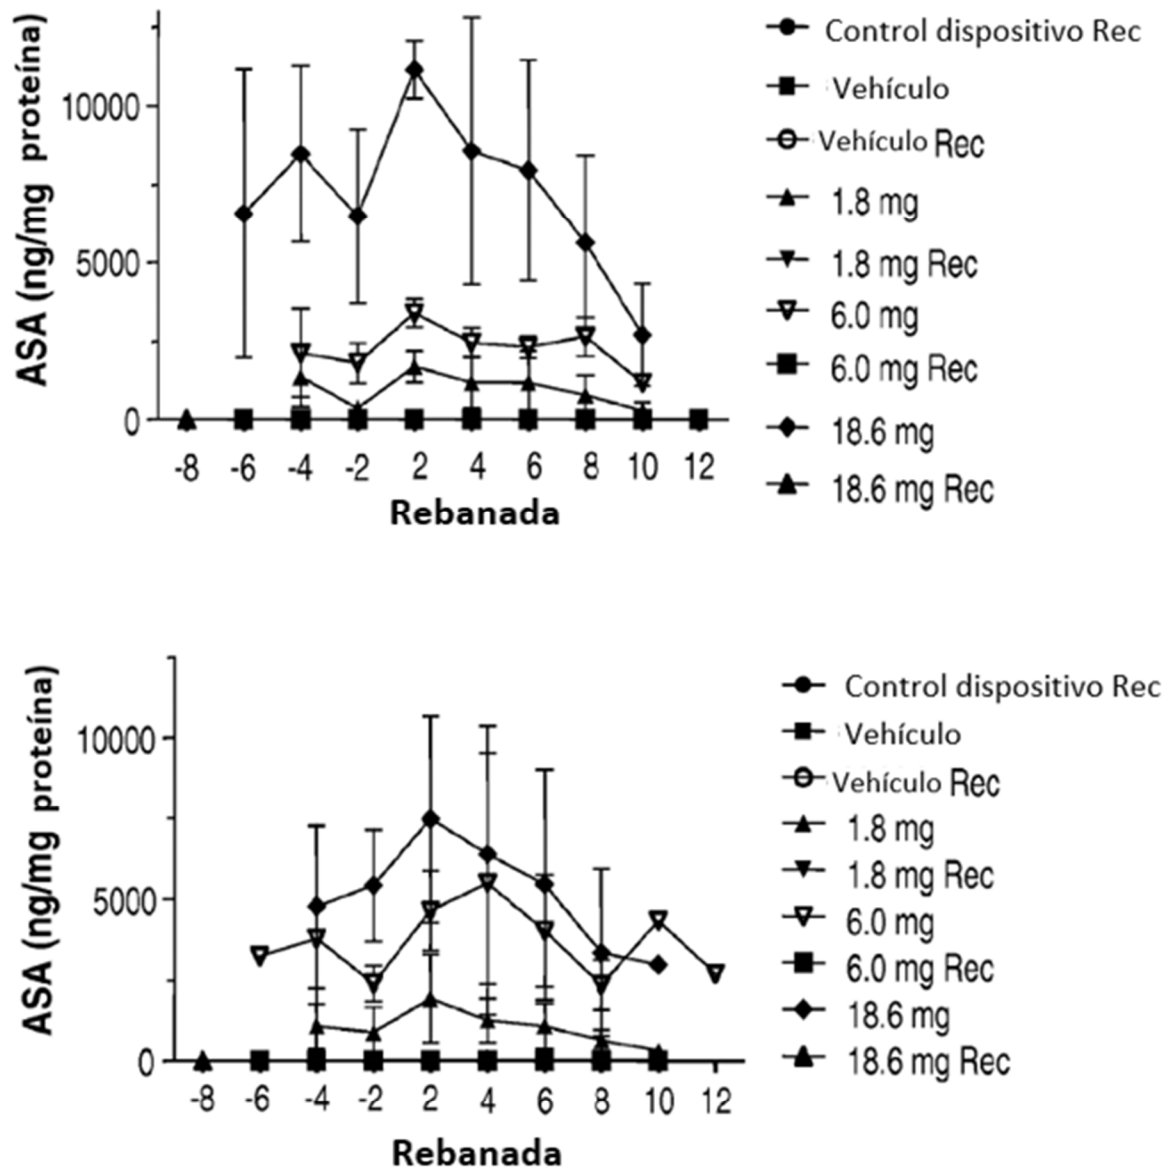 ASA (ng/mg proteína)
10000
5000
0
-8 -6 -4 -2 2 4 6 8 10 12
Rebanada
Control dispositivo Rec
Vehículo
Vehículo Rec
1.8 mg
1.8 mg Rec
6.0 mg
6.0 mg Rec
18.6 mg
18.6 mg Rec
ASA (ng/mg proteína)
10000
5000
0
-8 -6 -4 -2 2 4 6 8 10 12
Rebanada
Control dispositivo Rec
Vehículo
Vehículo Rec
1.8 mg
1.8 mg Rec
6.0 mg
6.0 mg Rec
18.6 mg
18.6 mg Rec